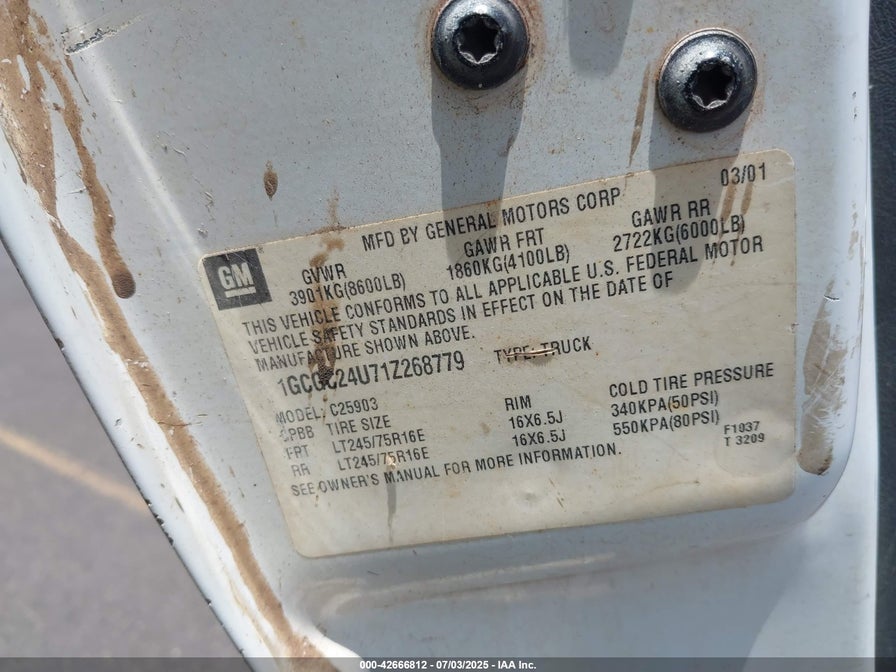 03/01
MFD BY GENERAL MOTORS CORP
GM
GVWR GAWR FRT GAWR RR
3901KG(8600LB) 1860KG(4100LB) 2722KG(6000LB)
THIS VEHICLE CONFORMS TO ALL APPLICABLE U.S. FEDERAL MOTOR
VEHICLE SAFETY STANDARDS IN EFFECT ON THE DATE OF
MANUFACTURE SHOWN ABOVE.
1GCGC24U71Z268779 TYPE: TRUCK
MODEL: C25903
GPBB TIRE SIZE RIM COLD TIRE PRESSURE
FRT LT245/75R16E 16X6.5J 340KPA(50PSI)
RR LT245/75R16E 16X6.5J 550KPA(80PSI)
SEE OWNER'S MANUAL FOR MORE INFORMATION.
F1037
T 3209
000-42666812 - 07/03/2025 - IAA Inc.